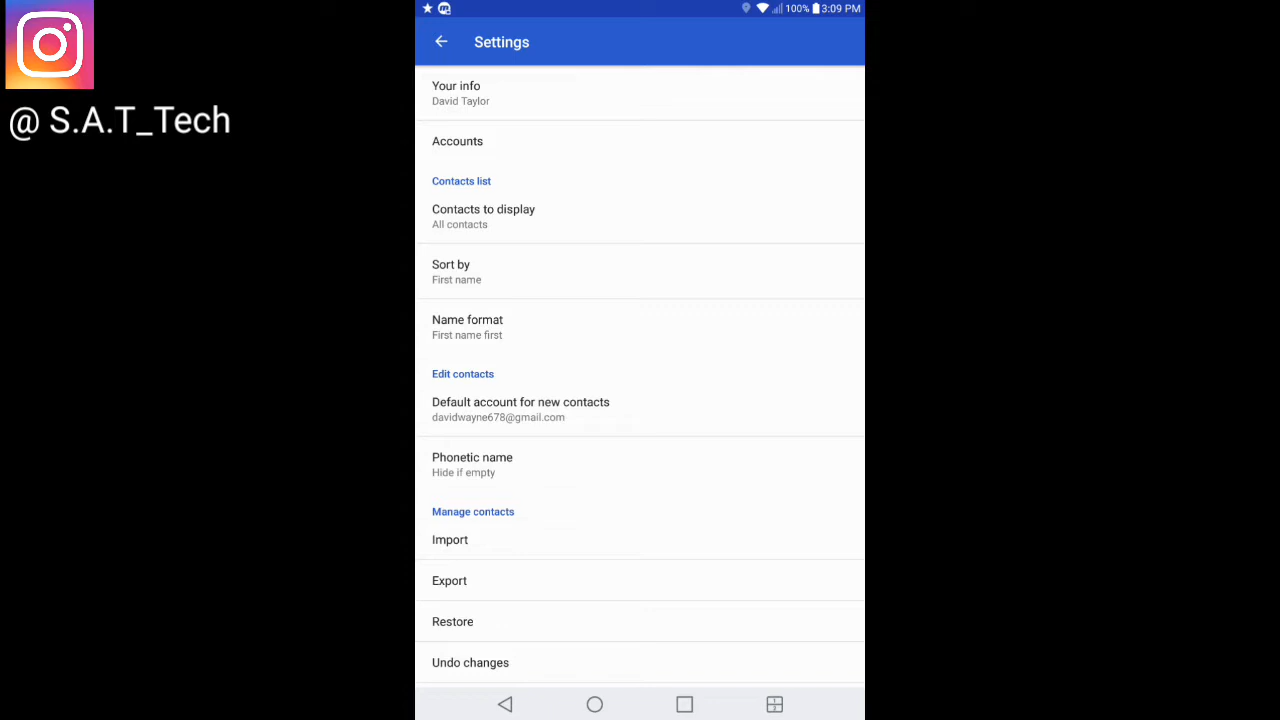 100% 3:09 PM
Settings
@ S.A.T_Tech
Your info
David Taylor
Accounts
Contacts list
Contacts to display
All contacts
Sort by
First name
Name format
First name first
Edit contacts
Default account for new contacts
davidwayne678@gmail.com
Phonetic name
Hide if empty
Manage contacts
Import
Export
Restore
Undo changes